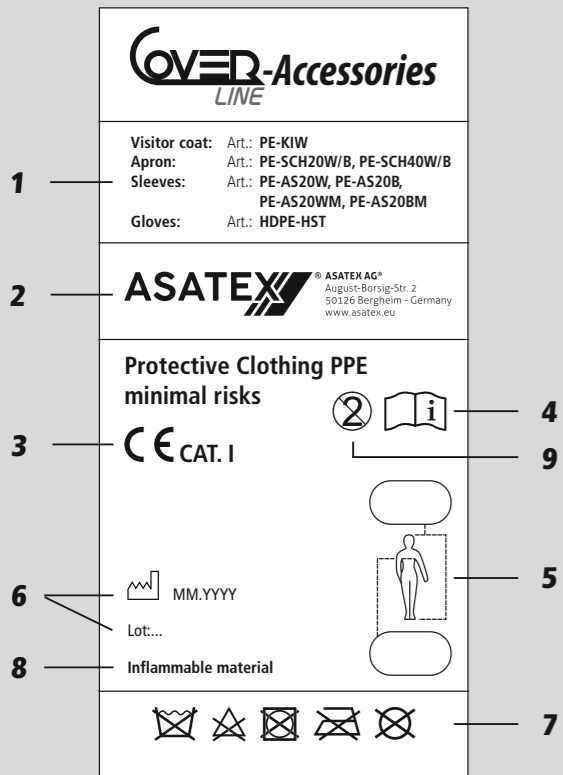 COVER-Accessories
LINE
Visitor coat: Art.: PE-KIW
Apron: Art.: PE-SCH20W/B, PE-SCH40W/B
1 Sleeves: Art.: PE-AS20W, PE-AS20B,
PE-AS20WM, PE-AS20BM
Gloves: Art.: HDPE-HST
2 ASATEX ® ASATEX AG®
August-Borsig-Str. 2
50126 Bergheim - Germany
www.asatex.eu
Protective Clothing PPE
minimal risks
2 i 4
3 CE CAT. I 9
5
6 MM.YYYY
Lot:...
8 Inflammable material
7